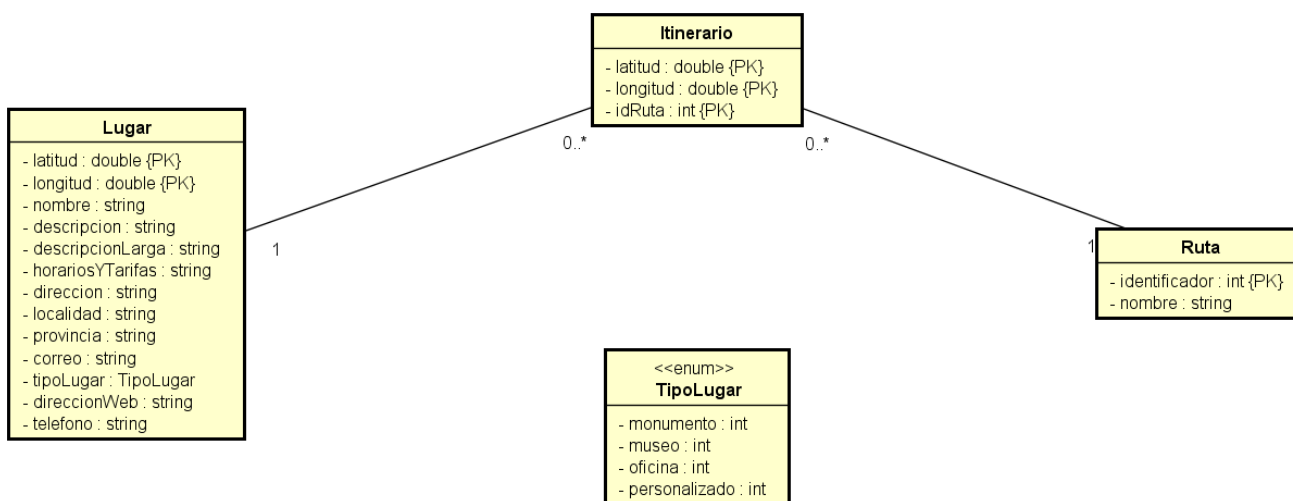 Itinerario
- latitud : double {PK}
- longitud : double {PK}
- idRuta : int {PK}
0..*
0..*
Lugar
- latitud : double {PK}
- longitud : double {PK}
- nombre : string
- descripcion : string
- descripcionLarga : string
- horariosYTarifas : string
- direccion : string
- localidad : string
- provincia : string
- correo : string
- tipoLugar : TipoLugar
- direccionWeb : string
- telefono : string
1
1
Ruta
- identificador : int {PK}
- nombre : string
<<enum>>
TipoLugar
- monumento : int
- museo : int
- oficina : int
- personalizado : int